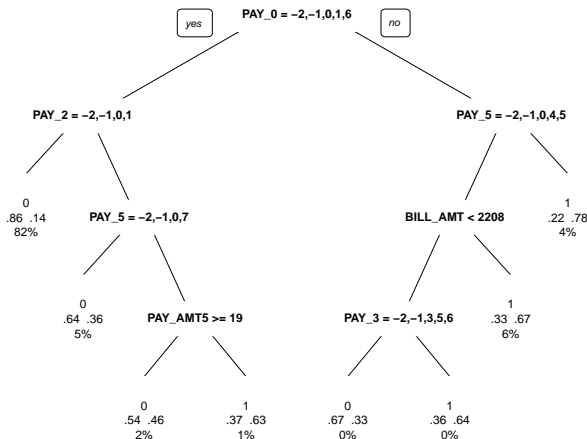 PAY_0 = −2,−1,0,1,6
yes
no
PAY_2 = −2,−1,0,1
PAY_5 = −2,−1,0,4,5
0
.86 .14
82%
PAY_5 = −2,−1,0,7
BILL_AMT < 2208
1
.22 .78
4%
0
.64 .36
5%
PAY_AMT5 >= 19
PAY_3 = −2,−1,3,5,6
1
.33 .67
6%
0
.54 .46
2%
1
.37 .63
1%
0
.67 .33
0%
1
.36 .64
0%